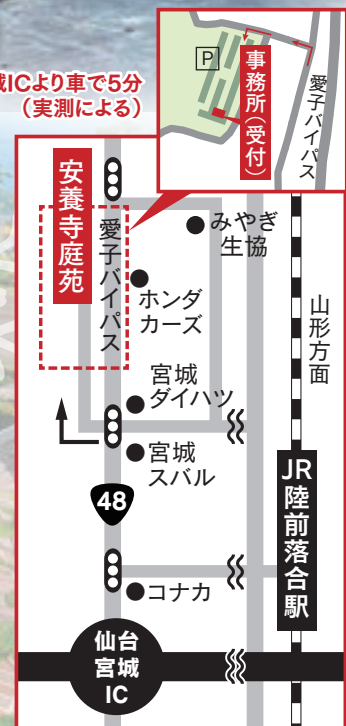 城ICより車で5分
（実測による）
P
事務所（受付）
愛子バイパス
安養寺庭苑
愛子バイパス
みやぎ
生協
ホンダ
カーズ
宮城
ダイハツ
宮城
スバル
山形方面
48
JR
陸前落合駅
コナカ
仙台
宮城
IC